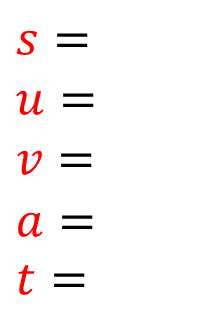 s =
u =
v =
a =
t =